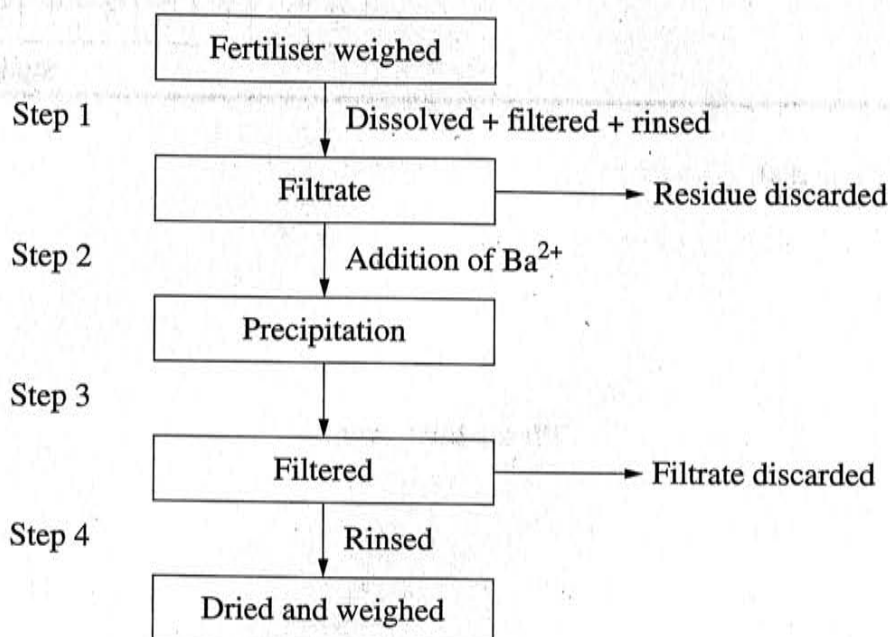 Fertiliser weighed
Step 1
Dissolved + filtered + rinsed
Filtrate
Residue discarded
Step 2
Addition of Ba²⁺
Precipitation
Step 3
Filtered
Filtrate discarded
Step 4
Rinsed
Dried and weighed